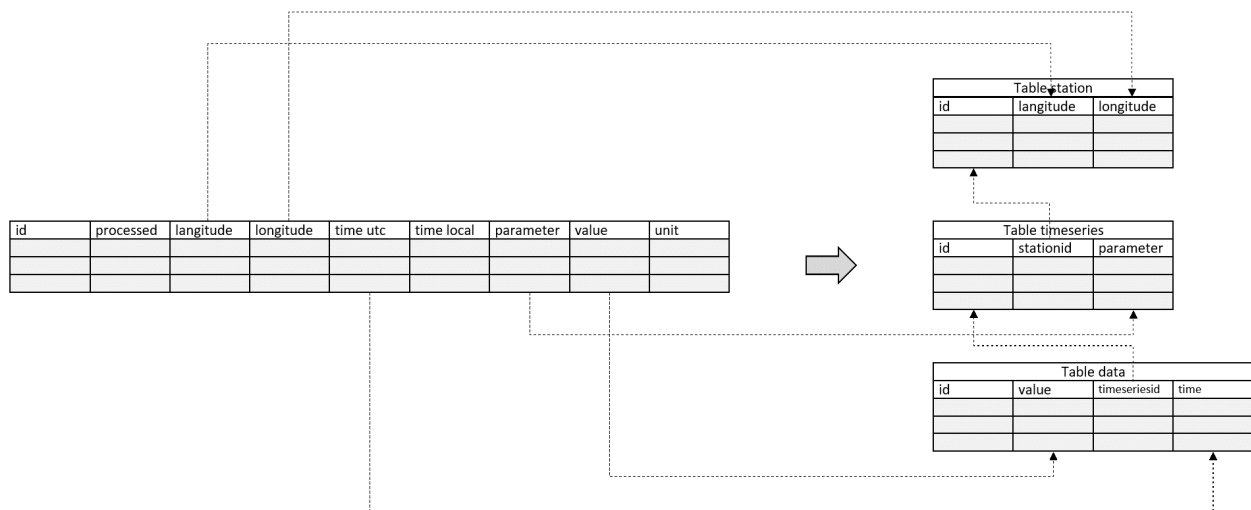 Table station
id langitude longitude
id processed langitude longitude time utc time local parameter value unit
Table timeseries
id stationid parameter
Table data
id value timeseriesid time